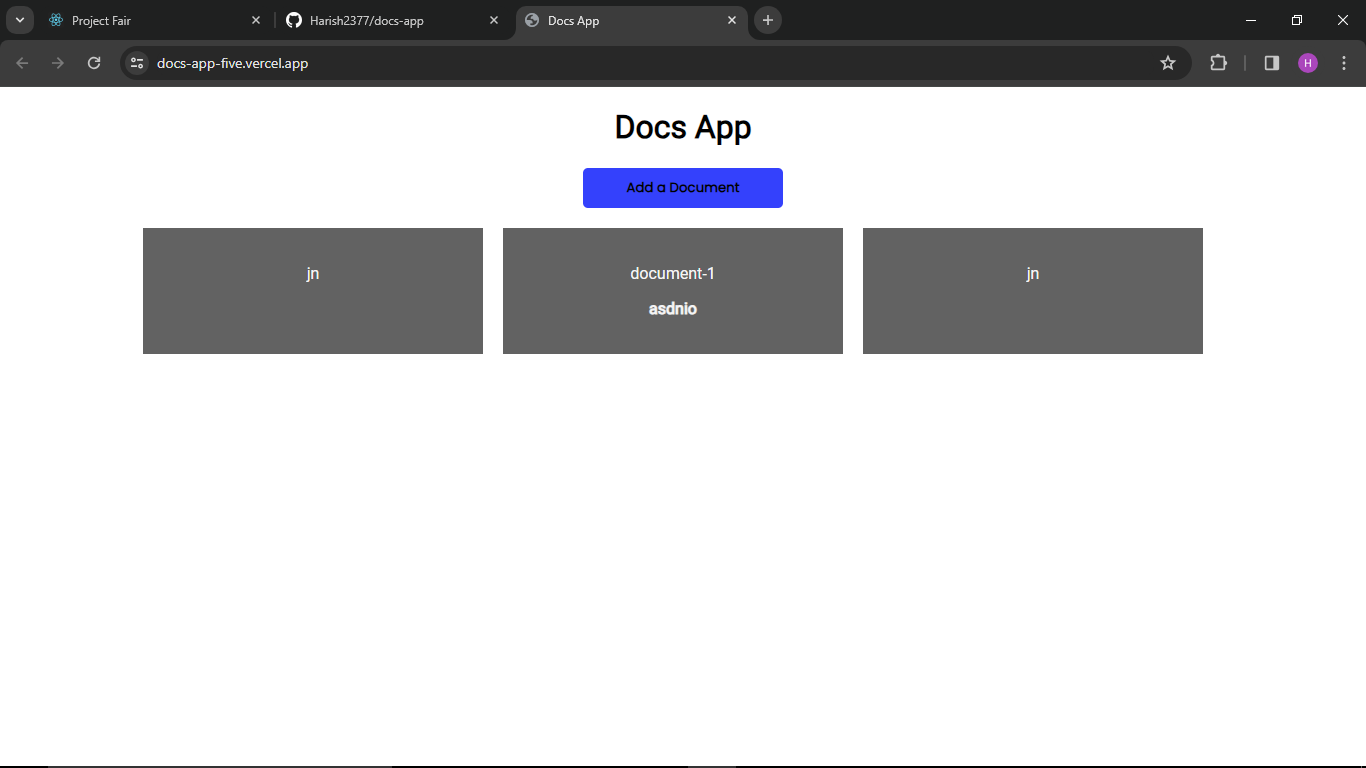 Project Fair
Harish2377/docs-app
Docs App
docs-app-five.vercel.app
H
Docs App
Add a Document
jn
document-1
asdnio
jn